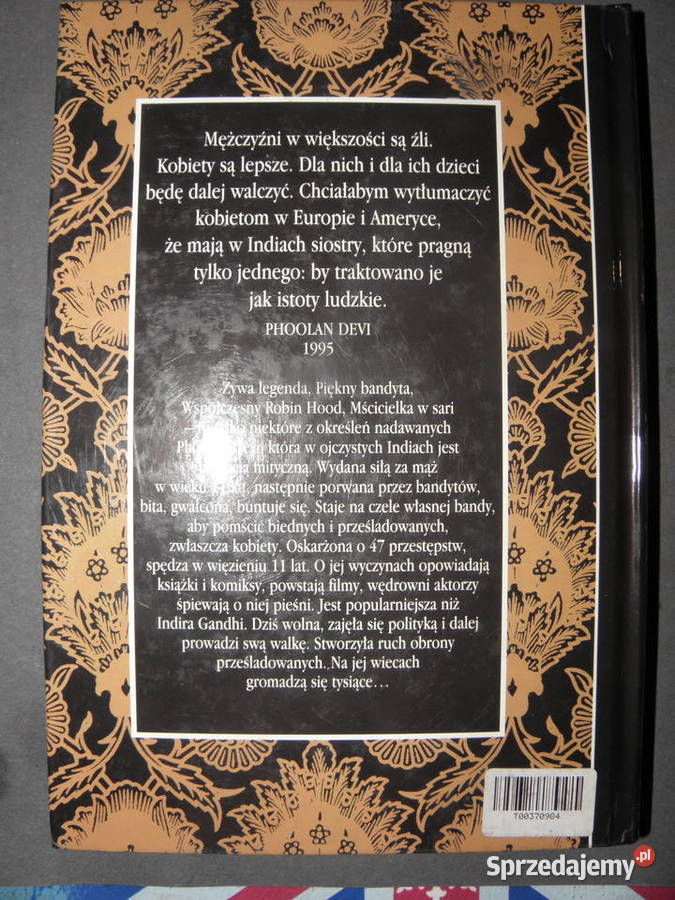 Mężczyźni w większości są źli.
Kobiety są lepsze. Dla nich i dla ich dzieci
będę dalej walczyć. Chciałabym wytłumaczyć
kobietom w Europie i Ameryce,
że mają w Indiach siostry, które pragną
tylko jednego: by traktowano je
jak istoty ludzkie.
PHOOLAN DEVI
1995
Żywa legenda, Piękny bandyta,
Współczesny Robin Hood, Mścicielka w sari
niektóre z określeń nadawanych
która w ojczystych Indiach jest
mityczną. Wydana siłą za mąż
w wieku lat, następnie porwana przez bandytów,
bita, gwałcona, buntuje się. Staje na czele własnej bandy,
aby pomścić biednych i prześladowanych,
zwłaszcza kobiety. Oskarżona o 47 przestępstw,
spędza w więzieniu 11 lat. O jej wyczynach opowiadają
książki i komiksy, powstają filmy, wędrowni aktorzy
śpiewają o niej pieśni. Jest popularniejsza niż
Indira Gandhi. Dziś wolna, zajęła się polityką i dalej
prowadzi swą walkę. Stworzyła ruch obrony
prześladowanych. Na jej wiecach
gromadzą się tysiące…
T00370984
Sprzedajemy.pl